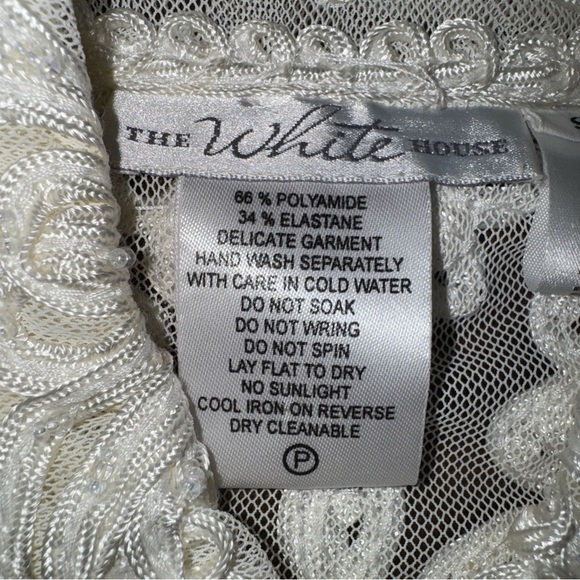 THE White HOUSE
66 % POLYAMIDE
34 % ELASTANE
DELICATE GARMENT
HAND WASH SEPARATELY
WITH CARE IN COLD WATER
DO NOT SOAK
DO NOT WRING
DO NOT SPIN
LAY FLAT TO DRY
NO SUNLIGHT
COOL IRON ON REVERSE
DRY CLEANABLE
P
S